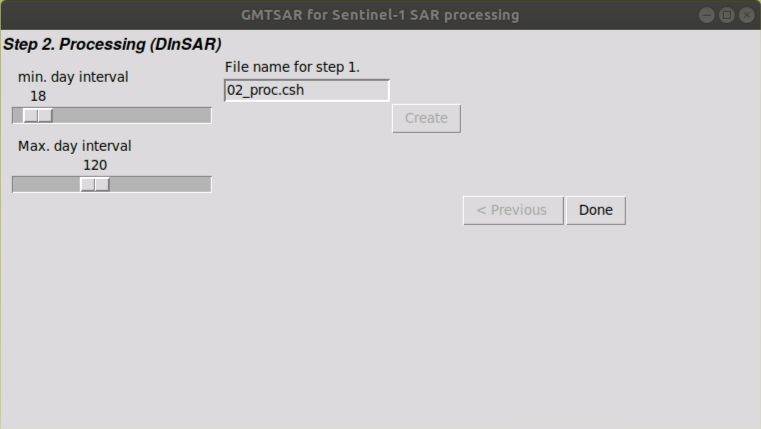 GMTSAR for Sentinel-1 SAR processing
Step 2. Processing (DInSAR)
min. day interval
18
File name for step 1.
02_proc.csh
Create
Max. day interval
120
< Previous
Done